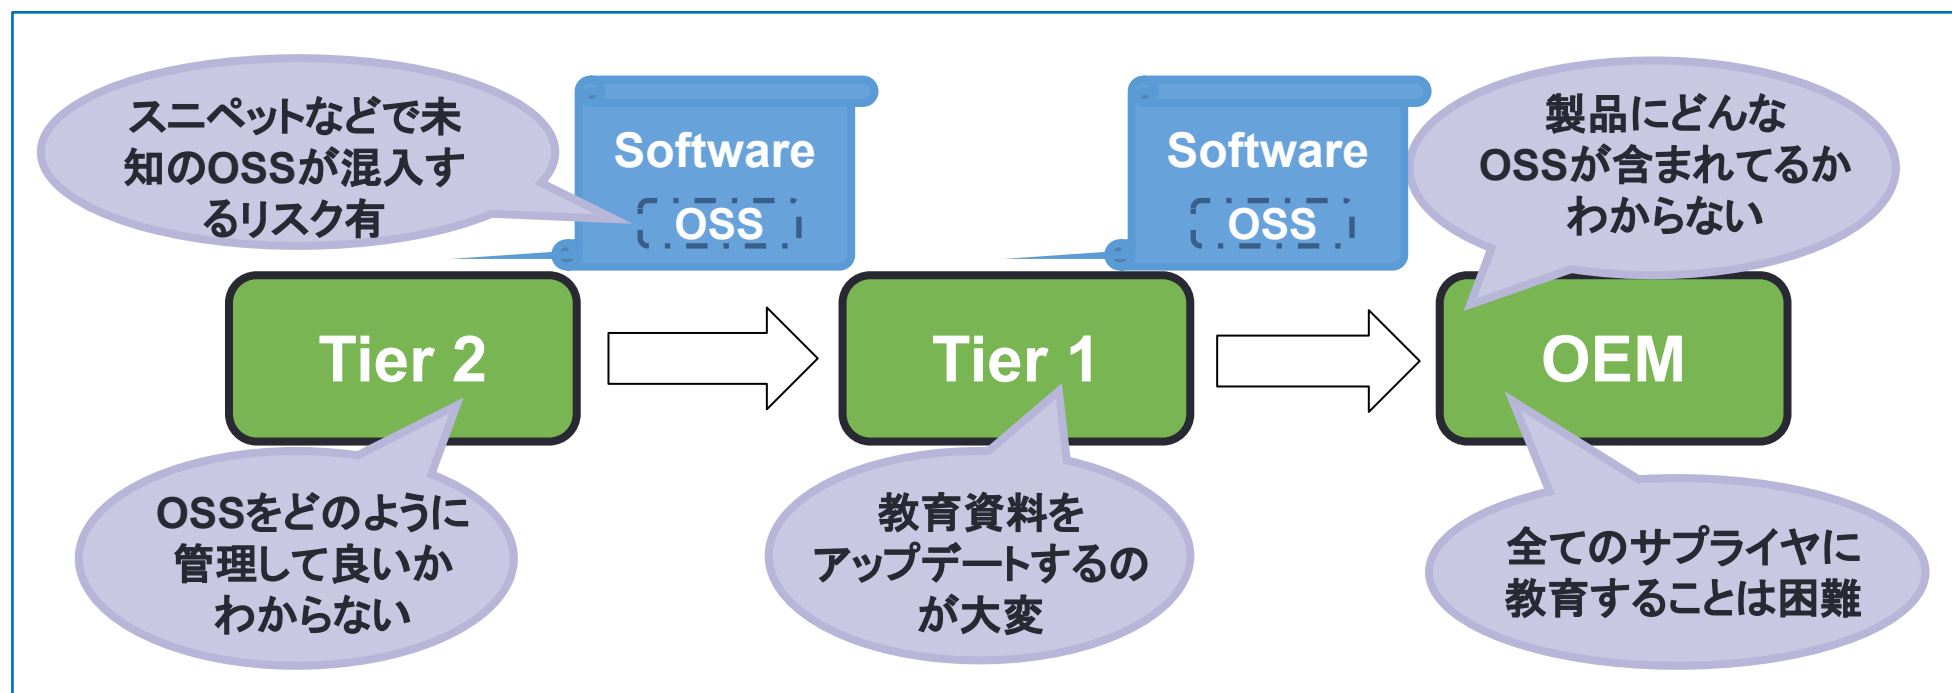 スニペットなどで未
知のOSSが混入す
るリスク有
Software
OSS
Software
OSS
製品にどんな
OSSが含まれてるか
わからない
Tier 2
Tier 1
OEM
OSSをどのように
管理して良いか
わからない
教育資料を
アップデートするの
が大変
全てのサプライヤに
教育することは困難